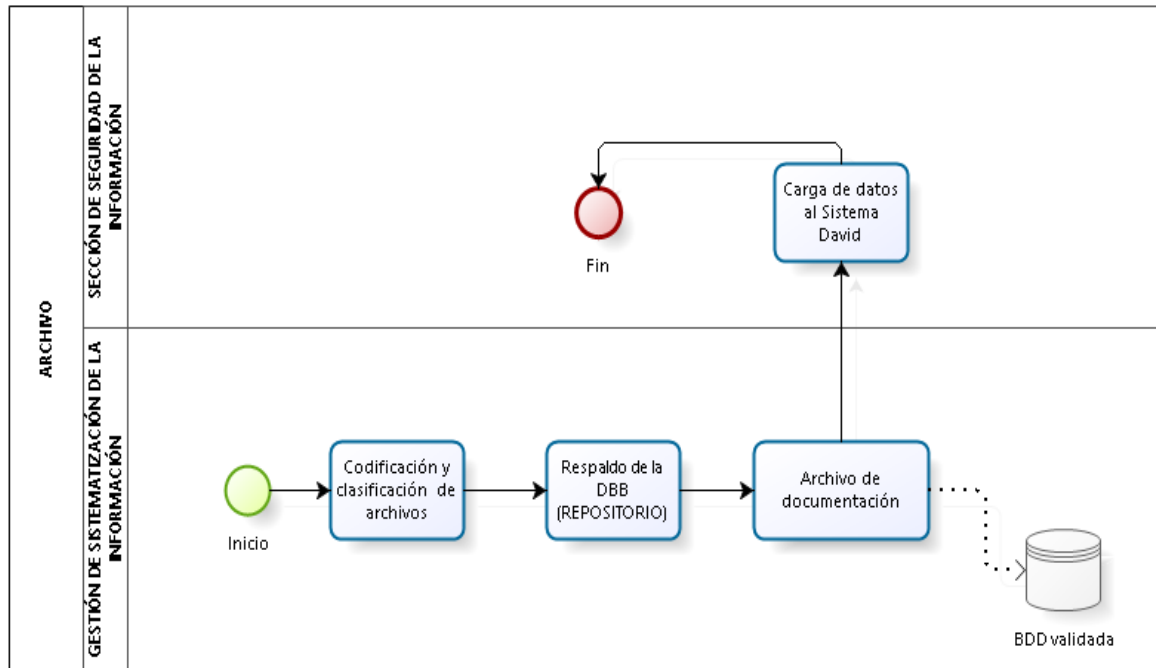 ARCHIVO
SECCIÓN DE SEGURIDAD DE LA
INFORMACIÓN
Carga de datos
al Sistema
David
Fin
GESTIÓN DE SISTEMATIZACIÓN DE LA
INFORMACIÓN
Inicio
Codificación y
clasificación de
archivos
Respaldo de la
DBB
(REPOSITORIO)
Archivo de
documentación
BDD validada